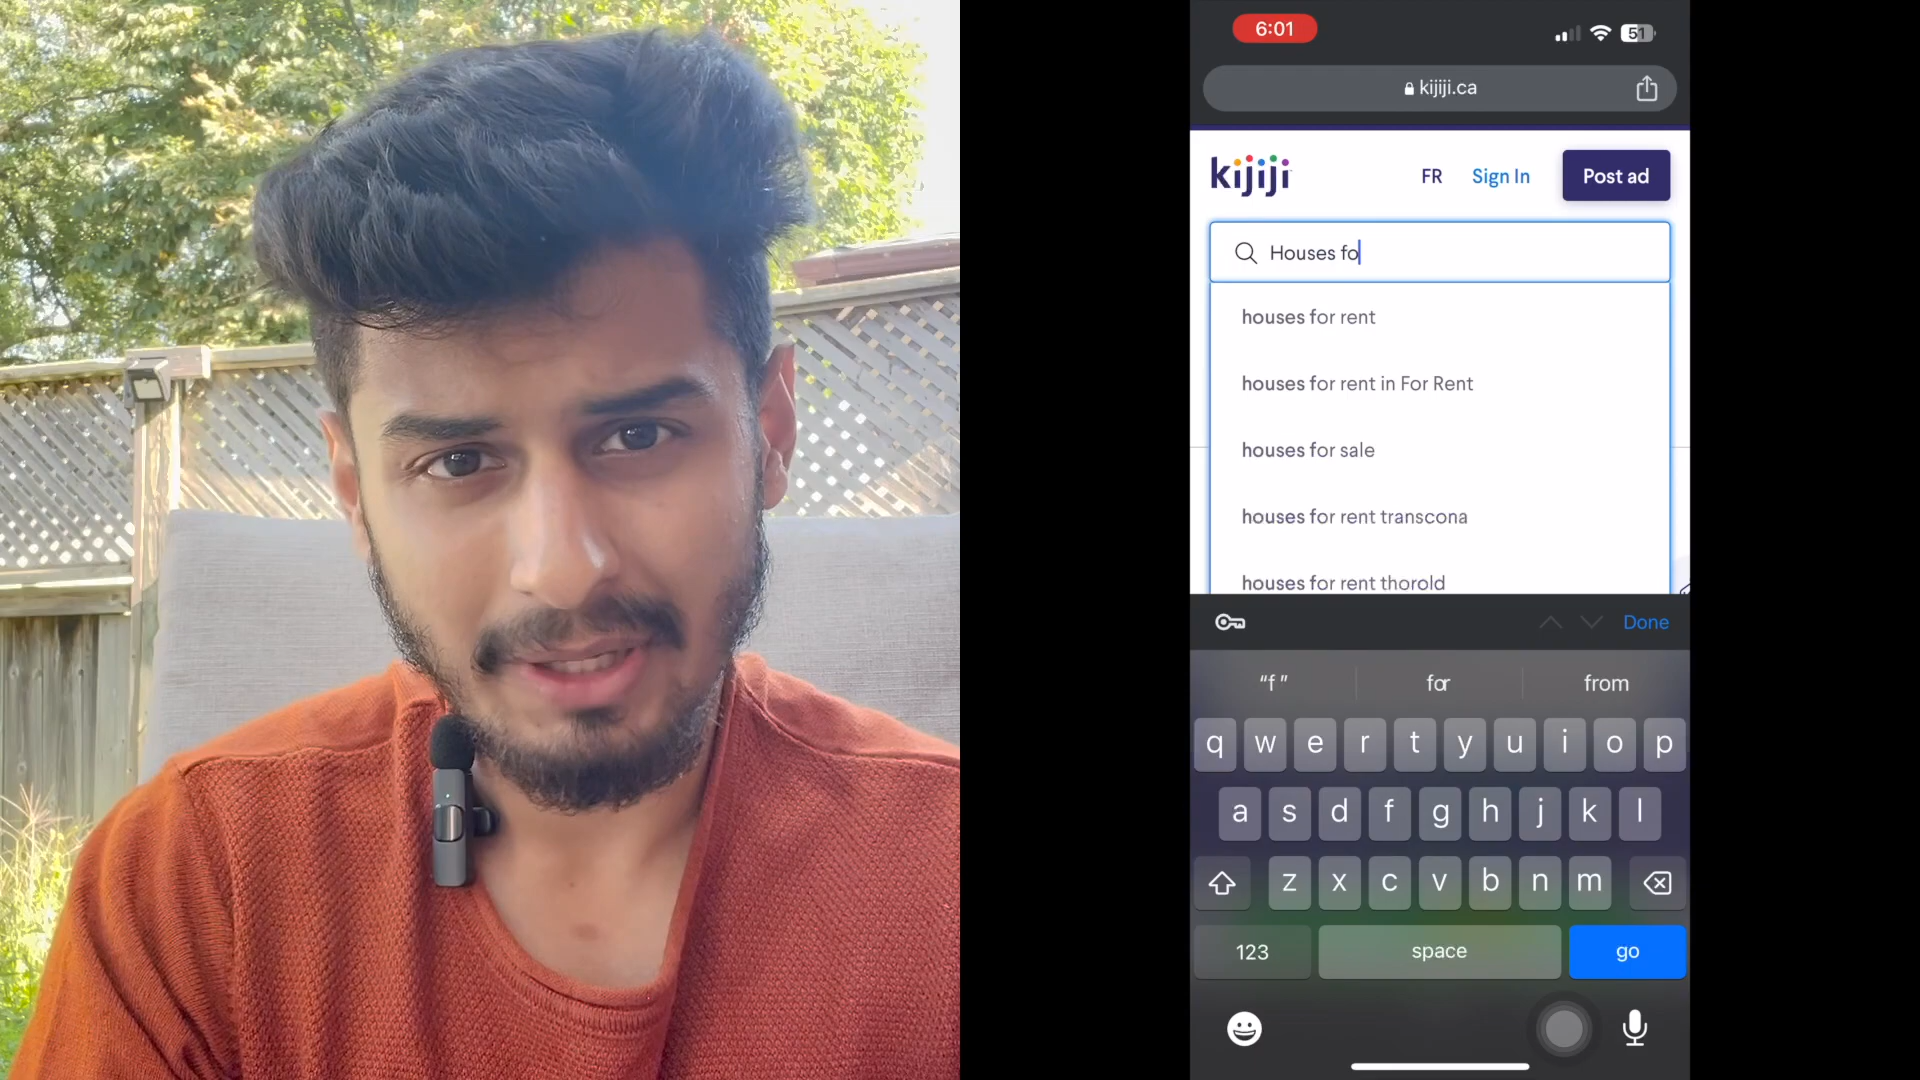 6:01
51
kijiji.ca
kijiji
FR
Sign In
Post ad
Houses fo
houses for rent
houses for rent in For Rent
houses for sale
houses for rent transcona
houses for rent thorold
Done
“f ”
for
from
q w e r t y u i o p
a s d f g h j k l
z x c v b n m
123
space
go